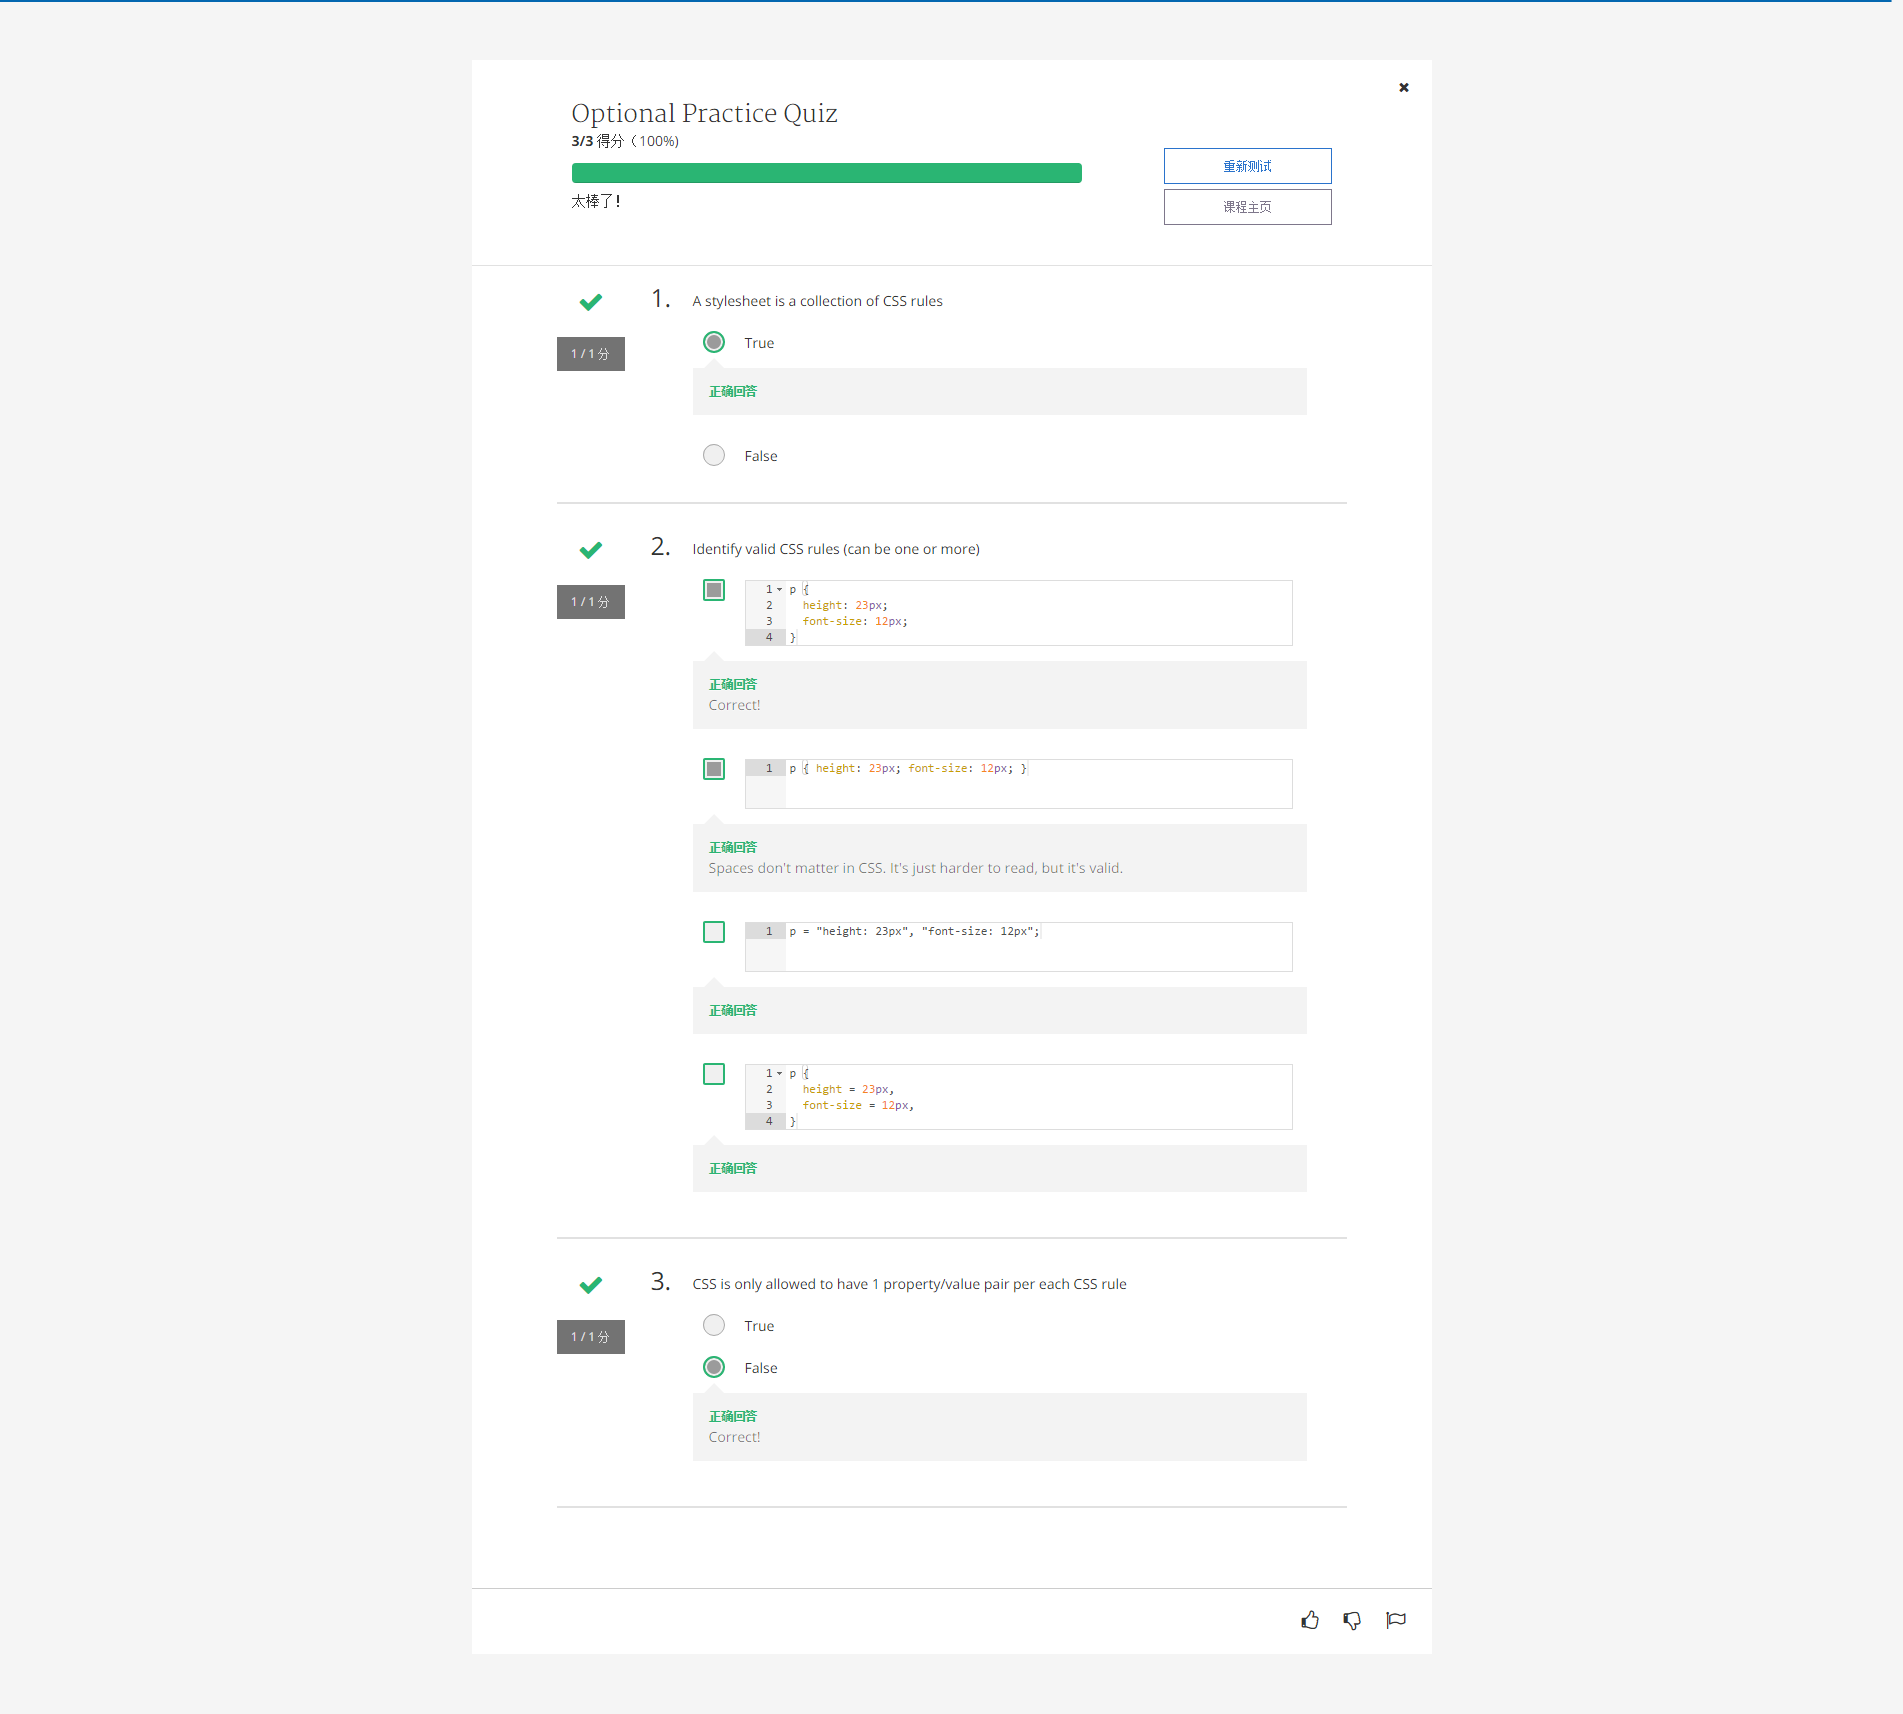 Optional Practice Quiz
3/3 得分（100%)
太棒了!
重新测试
课程主页
1. A stylesheet is a collection of CSS rules
1 / 1 分
True
正确回答
False
2. Identify valid CSS rules (can be one or more)
1 / 1 分
1 p {
2 height: 23px;
3 font-size: 12px;
4 }
正确回答
Correct!
1 p { height: 23px; font-size: 12px; }
正确回答
Spaces don't matter in CSS. It's just harder to read, but it's valid.
1 p = "height: 23px", "font-size: 12px";
正确回答
1 p {
2 height = 23px,
3 font-size = 12px,
4 }
正确回答
3. CSS is only allowed to have 1 property/value pair per each CSS rule
1 / 1 分
True
False
正确回答
Correct!